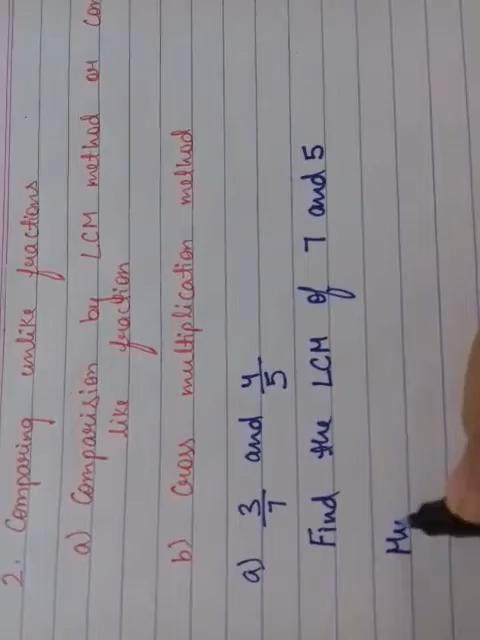 2. Comparing unlike fractions
a) Comparision by LCM method or
like fraction
b) Cross multiplication method
a) 3/7 and 4/5
Find the LCM of 7 and 5